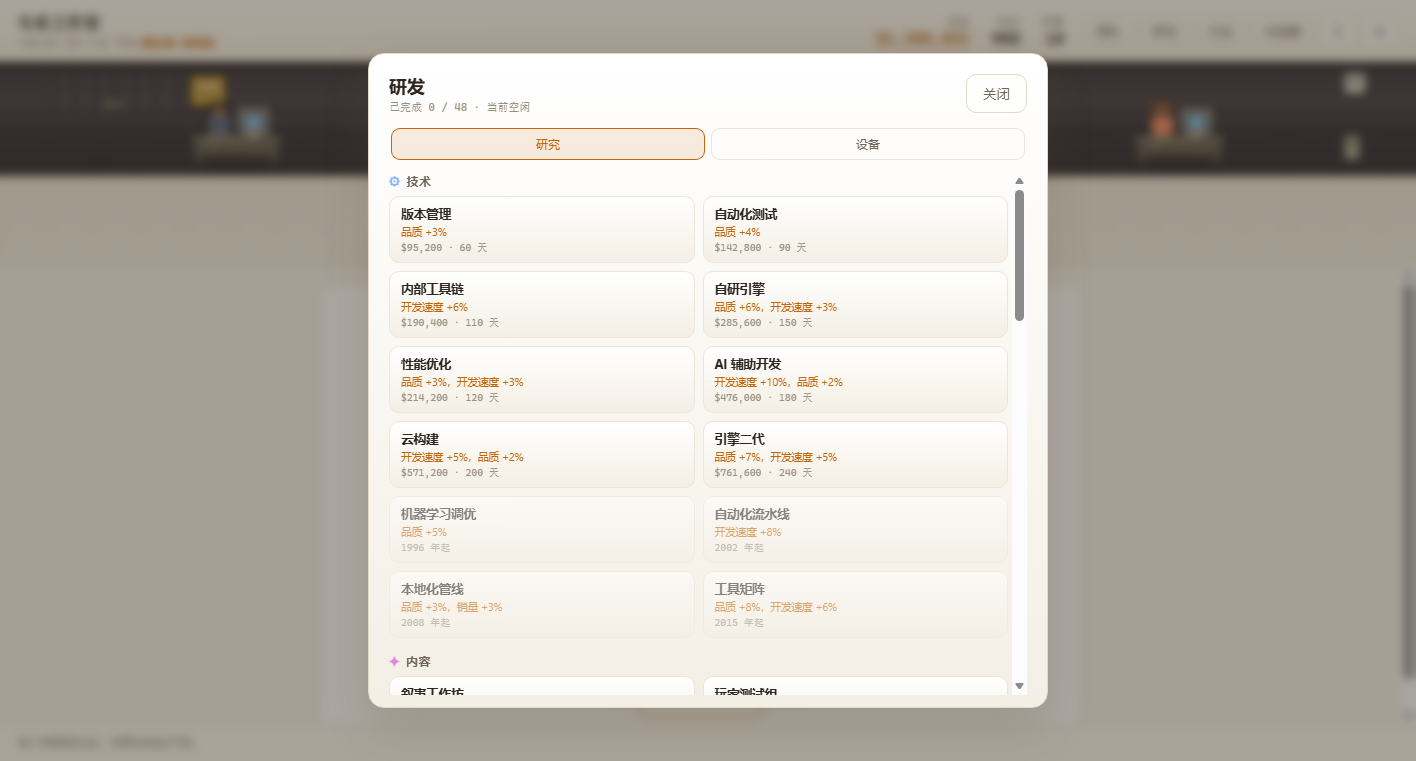 研发
已完成 0 / 48 · 当前空闲
关闭
研究
设备
技术
版本管理
品质 +3%
$95,200 · 60 天
自动化测试
品质 +4%
$142,800 · 90 天
内部工具链
开发速度 +6%
$190,400 · 110 天
自研引擎
品质 +6%, 开发速度 +3%
$285,600 · 150 天
性能优化
品质 +3%, 开发速度 +3%
$214,200 · 120 天
AI 辅助开发
开发速度 +10%, 品质 +2%
$476,000 · 180 天
云构建
开发速度 +5%, 品质 +2%
$571,200 · 200 天
引擎二代
品质 +7%, 开发速度 +5%
$761,600 · 240 天
机器学习调优
品质 +5%
1996 年起
自动化流水线
开发速度 +8%
2002 年起
本地化管线
品质 +3%, 销量 +3%
2008 年起
工具矩阵
品质 +8%, 开发速度 +6%
2015 年起
内容
叙事工作坊
玩家测试组